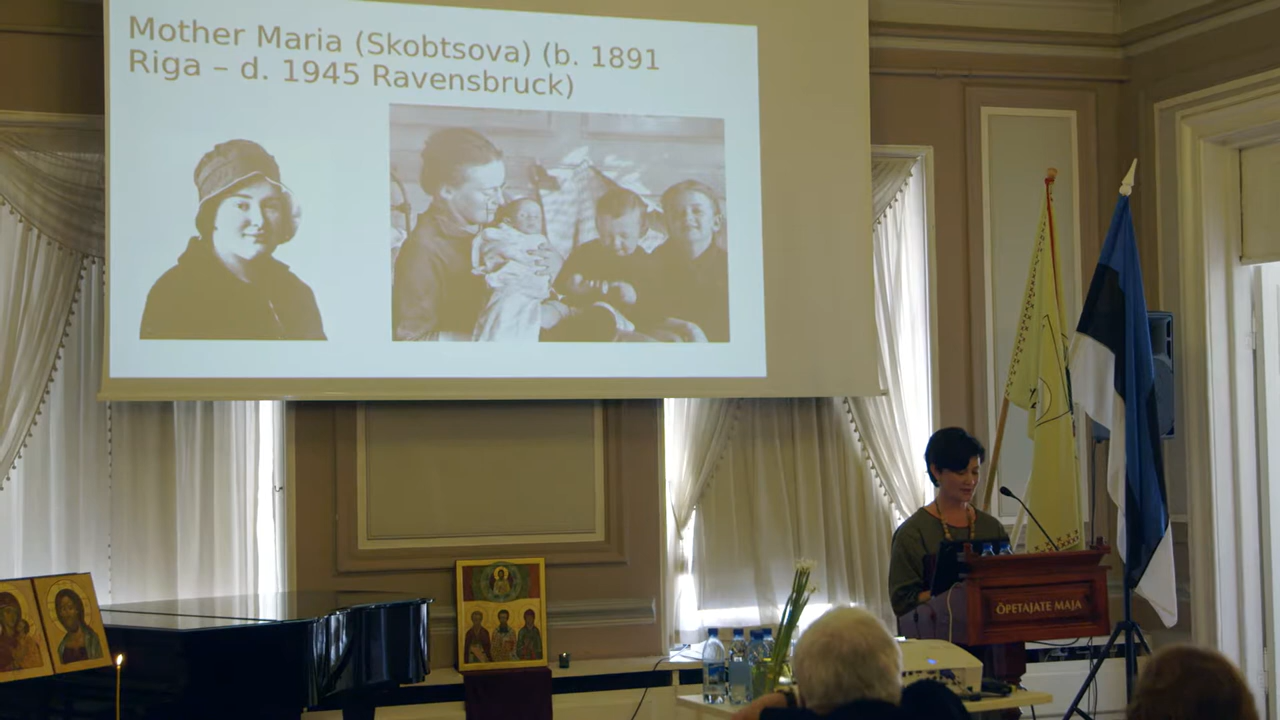 Mother Maria (Skobtsova) (b. 1891
Riga – d. 1945 Ravensbruck)
ÕPETAJATE MAJA